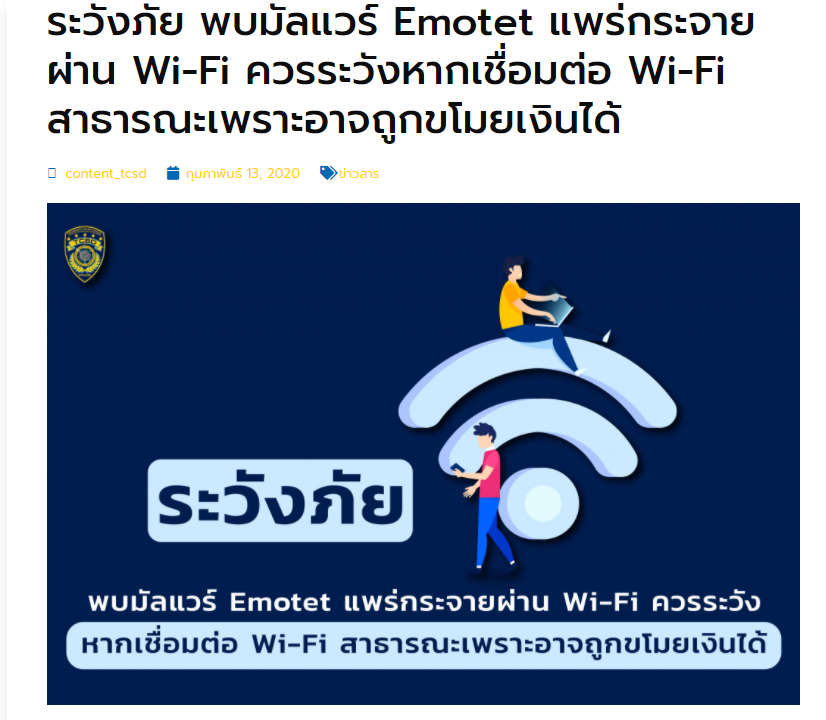 ระวังภัย พบมัลแวร์ Emotet แพร่กระจาย
ผ่าน Wi-Fi ควรระวังหากเชื่อมต่อ Wi-Fi
สาธารณะเพราะอาจถูกขโมยเงินได้
content_tcsd กุมภาพันธ์ 13, 2020 ข่าวสาร
TCSD
ระวังภัย
พบมัลแวร์ Emotet แพร่กระจายผ่าน Wi-Fi ควรระวัง
หากเชื่อมต่อ Wi-Fi สาธารณะเพราะอาจถูกขโมยเงินได้